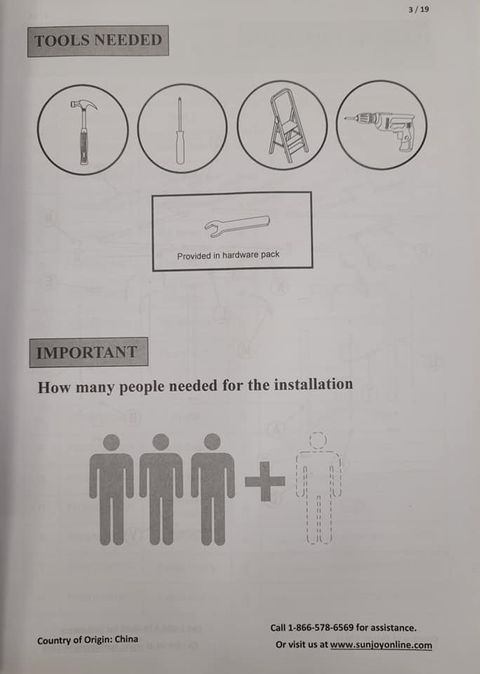 3 / 19
TOOLS NEEDED
Provided in hardware pack
IMPORTANT
How many people needed for the installation
Call 1-866-578-6569 for assistance.
Country of Origin: China
Or visit us at www.sunjoyonline.com